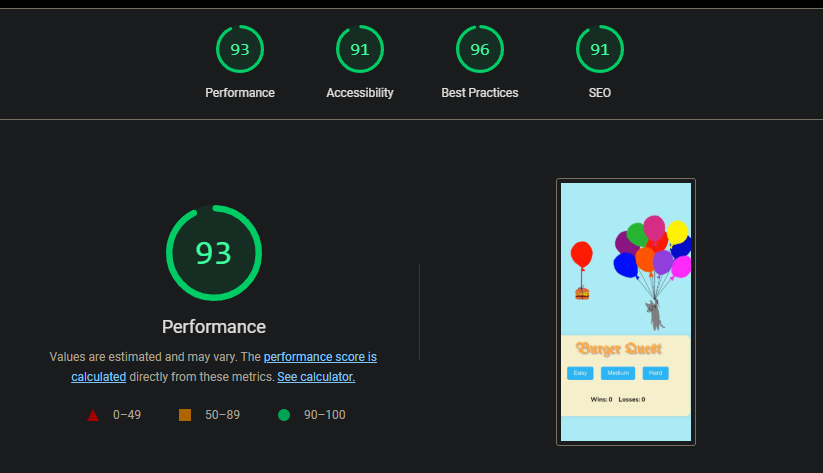 93 91 96 91
Performance Accessibility Best Practices SEO
93
Performance
Values are estimated and may vary. The performance score is
calculated directly from these metrics. See calculator.
0–49 50–89 90–100
Burger Quest
Easy Medium Hard
Wins: 0 Losses: 0